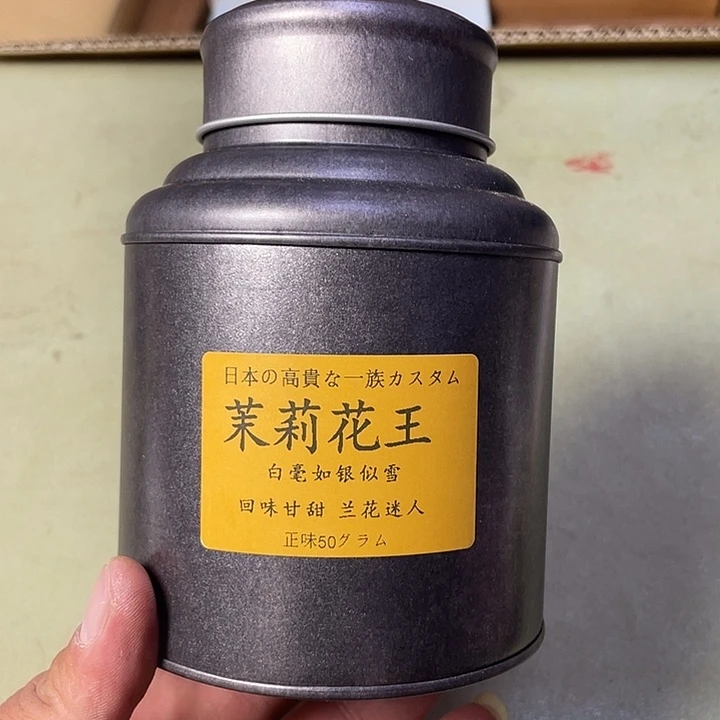 日本の高貴な一族カスタム
茉莉花王
白毫如银似雪
回味甘甜 兰花迷人
正味50グラム